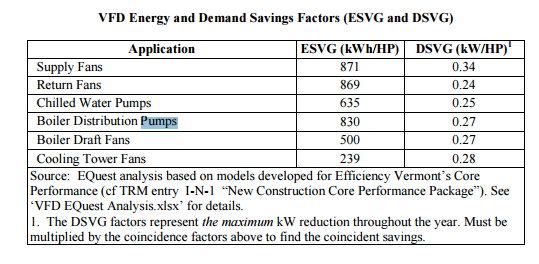 VFD Energy and Demand Savings Factors (ESVG and DSVG)
Application ESVG (kWh/HP) DSVG (kW/HP)¹
Supply Fans 871 0.34
Return Fans 869 0.24
Chilled Water Pumps 635 0.25
Boiler Distribution Pumps 830 0.27
Boiler Draft Fans 500 0.27
Cooling Tower Fans 239 0.28
Source: EQuest analysis based on models developed for Efficiency Vermont's Core
Performance (cf TRM entry 1-N-1 “New Construction Core Performance Package”). See
‘VFD EQuest Analysis.xlsx’ for details.
1. The DSVG factors represent the maximum kW reduction throughout the year. Must be
multiplied by the coincidence factors above to find the coincident savings.